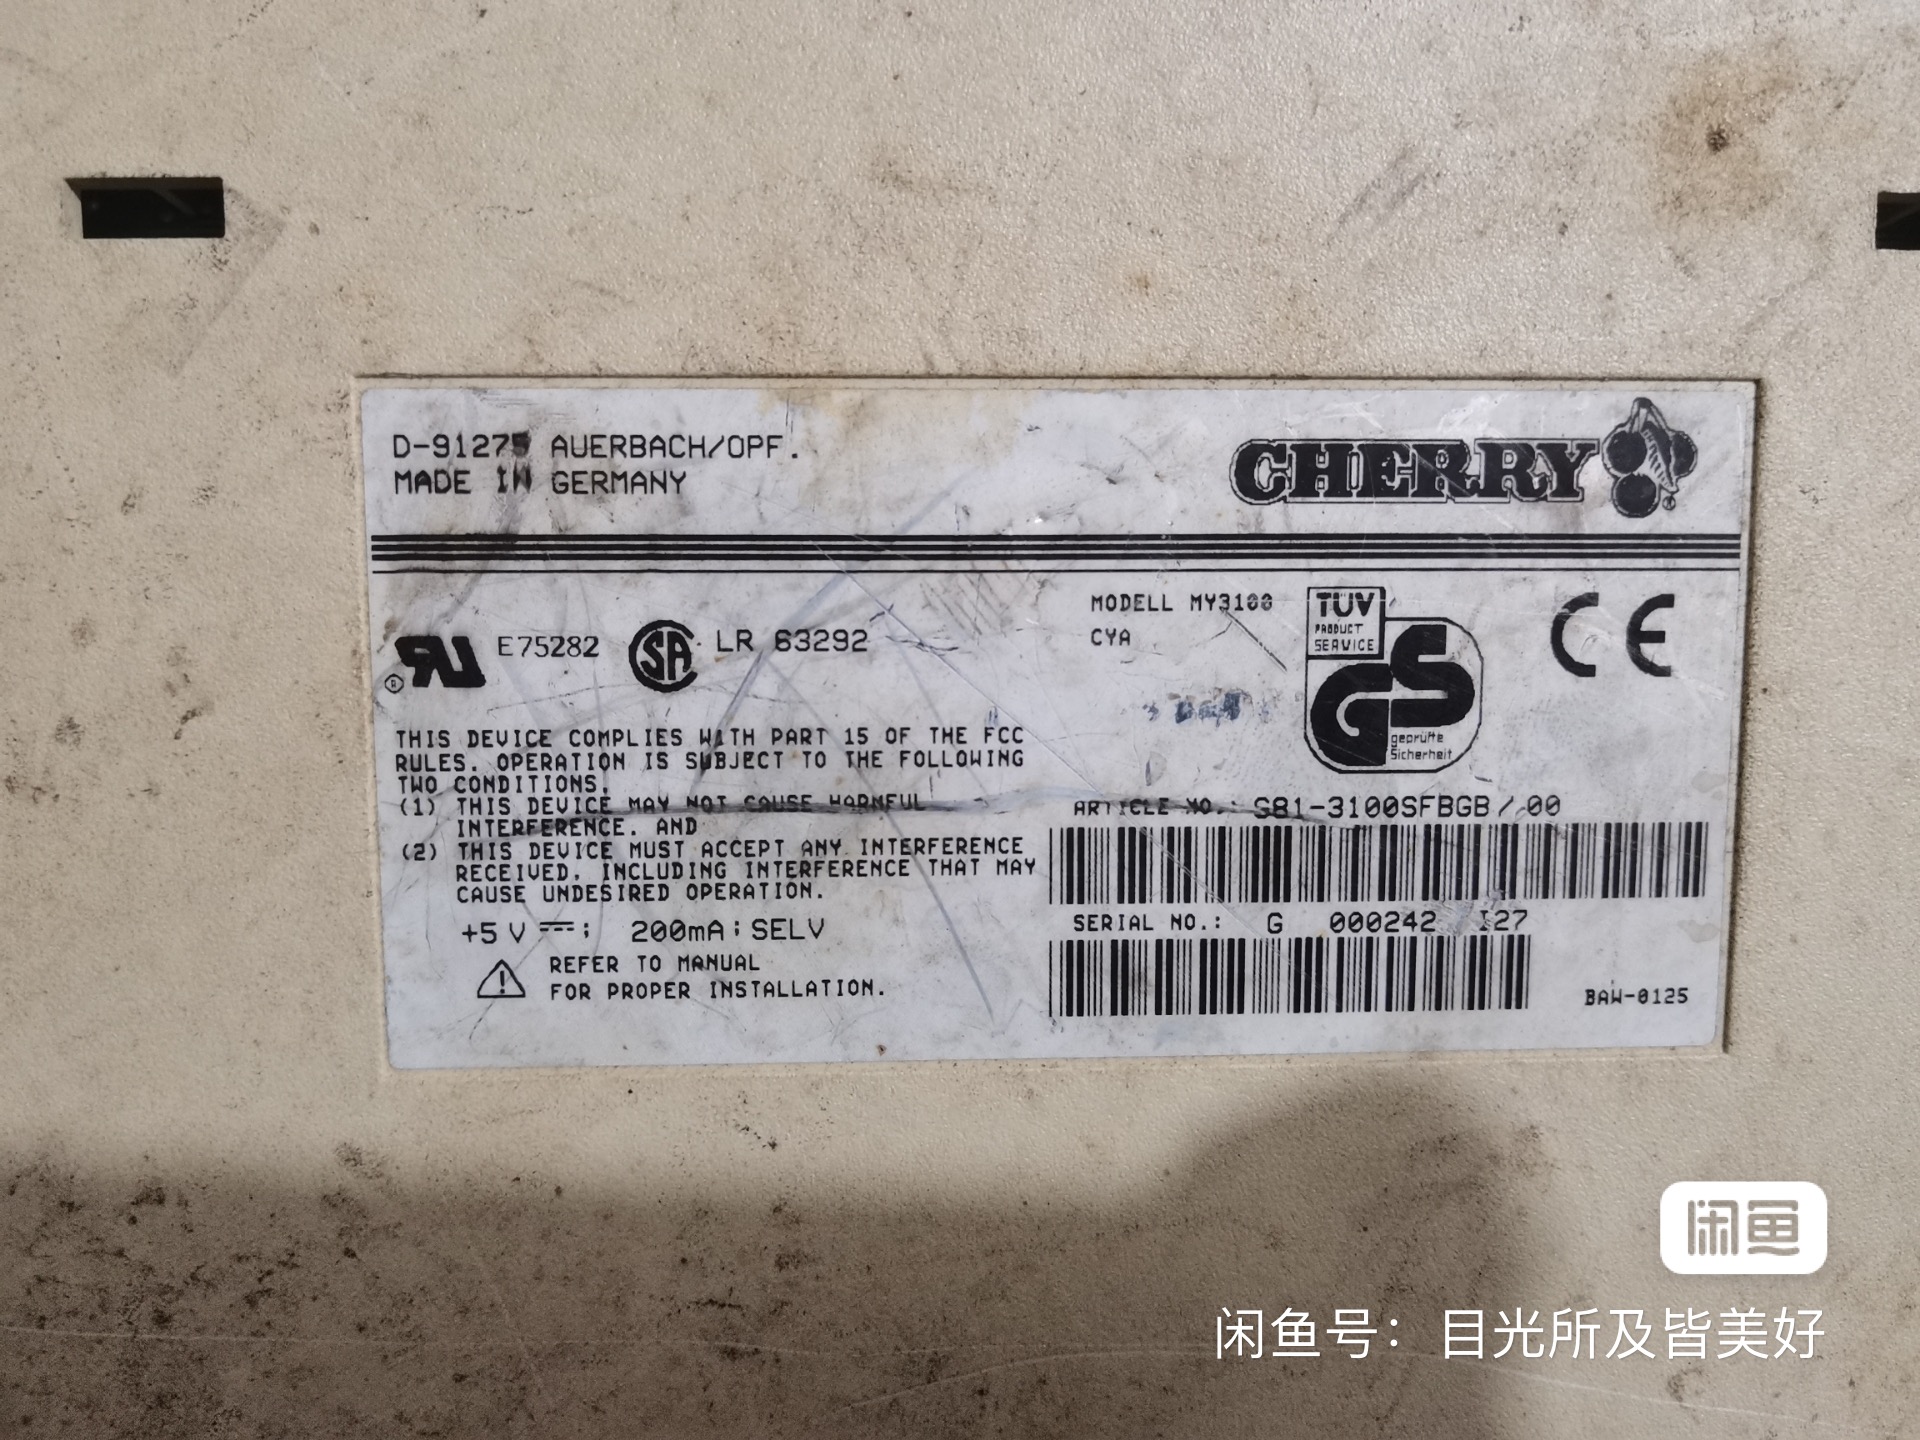 D-91275 AUERBACH/OPF.
MADE IN GERMANY
CHERRY
®
E75282
SA
LR 63292
MODELL MY3100
CYA
TÜV
PRODUCT
SERVICE
GS
geprüfte
Sicherheit
CE
THIS DEVICE COMPLIES WITH PART 15 OF THE FCC
RULES. OPERATION IS SUBJECT TO THE FOLLOWING
TWO CONDITIONS.
(1) THIS DEVICE MAY NOT CAUSE HARMFUL
INTERFERENCE. AND
(2) THIS DEVICE MUST ACCEPT ANY INTERFERENCE
RECEIVED. INCLUDING INTERFERENCE THAT MAY
CAUSE UNDESIRED OPERATION.
+5 V ⎓; 200mA; SELV
REFER TO MANUAL
FOR PROPER INSTALLATION.
ARTICLE NO.: G81-3100SFBGB/00
SERIAL NO.: G 000242 I27
BAW-0125
闲鱼
闲鱼号：目光所及皆美好